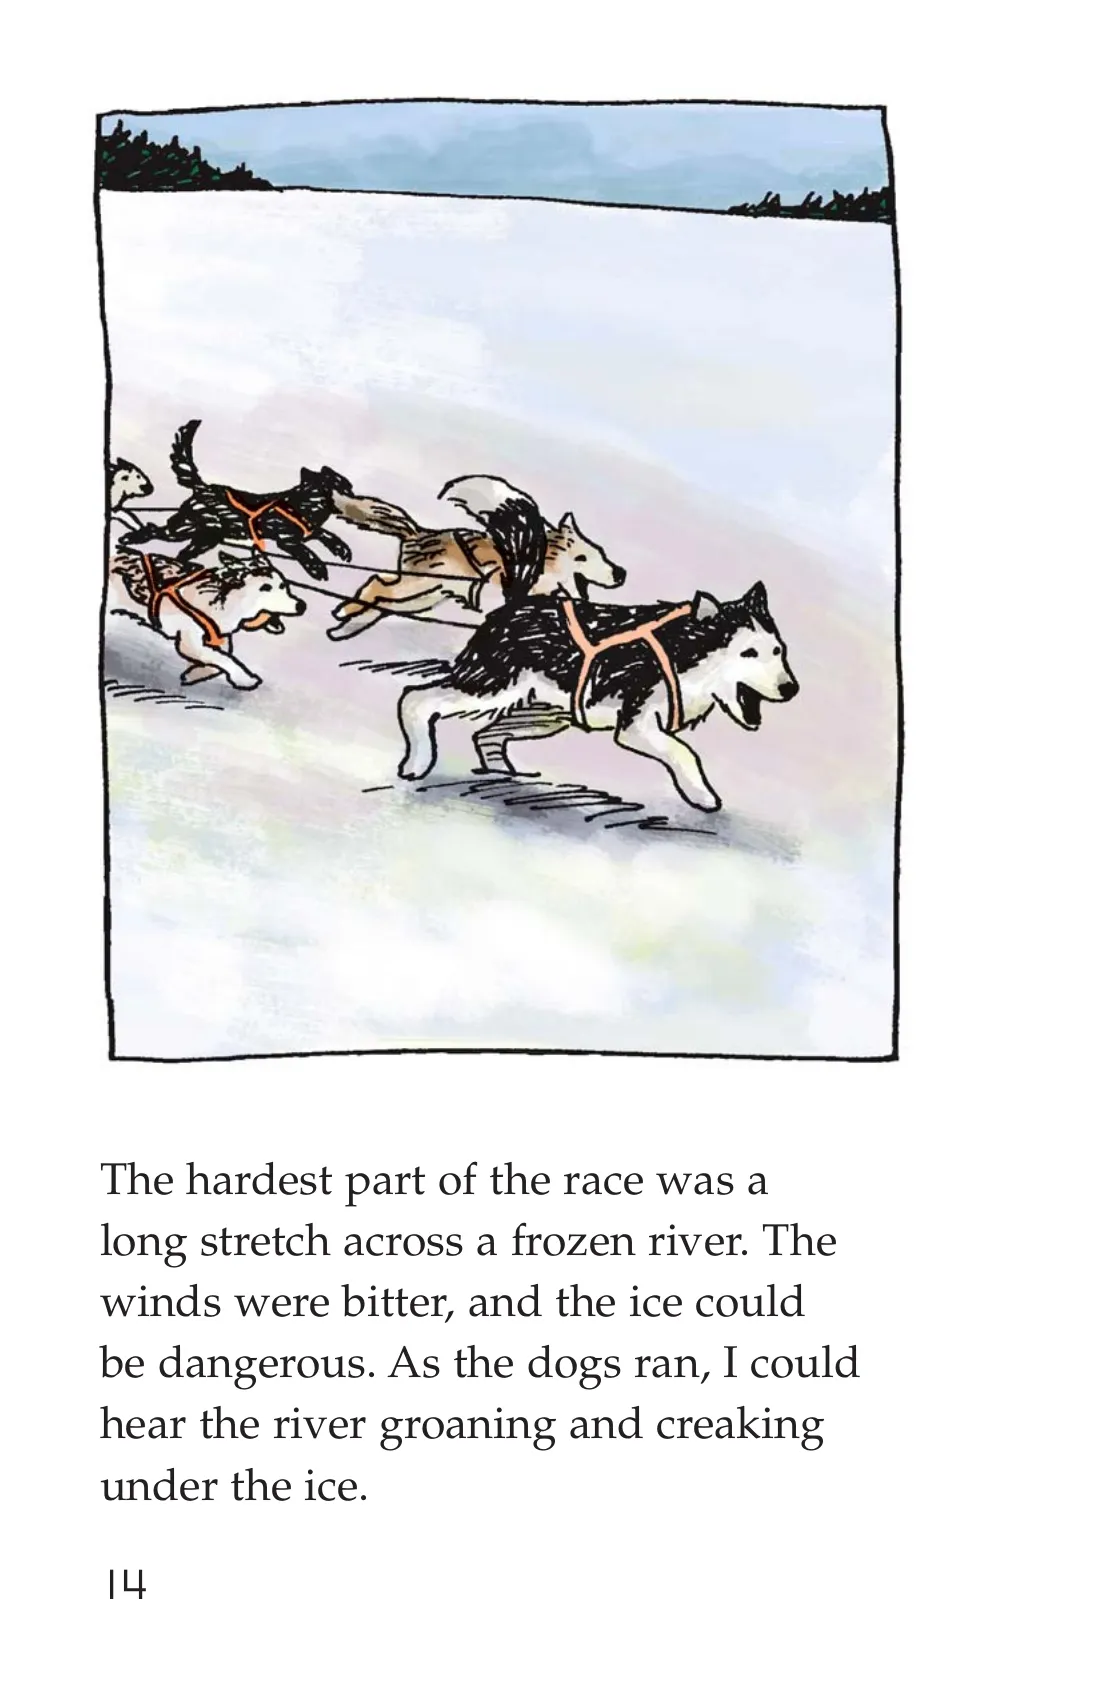 The hardest part of the race was a
long stretch across a frozen river. The
winds were bitter, and the ice could
be dangerous. As the dogs ran, I could
hear the river groaning and creaking
under the ice.
14